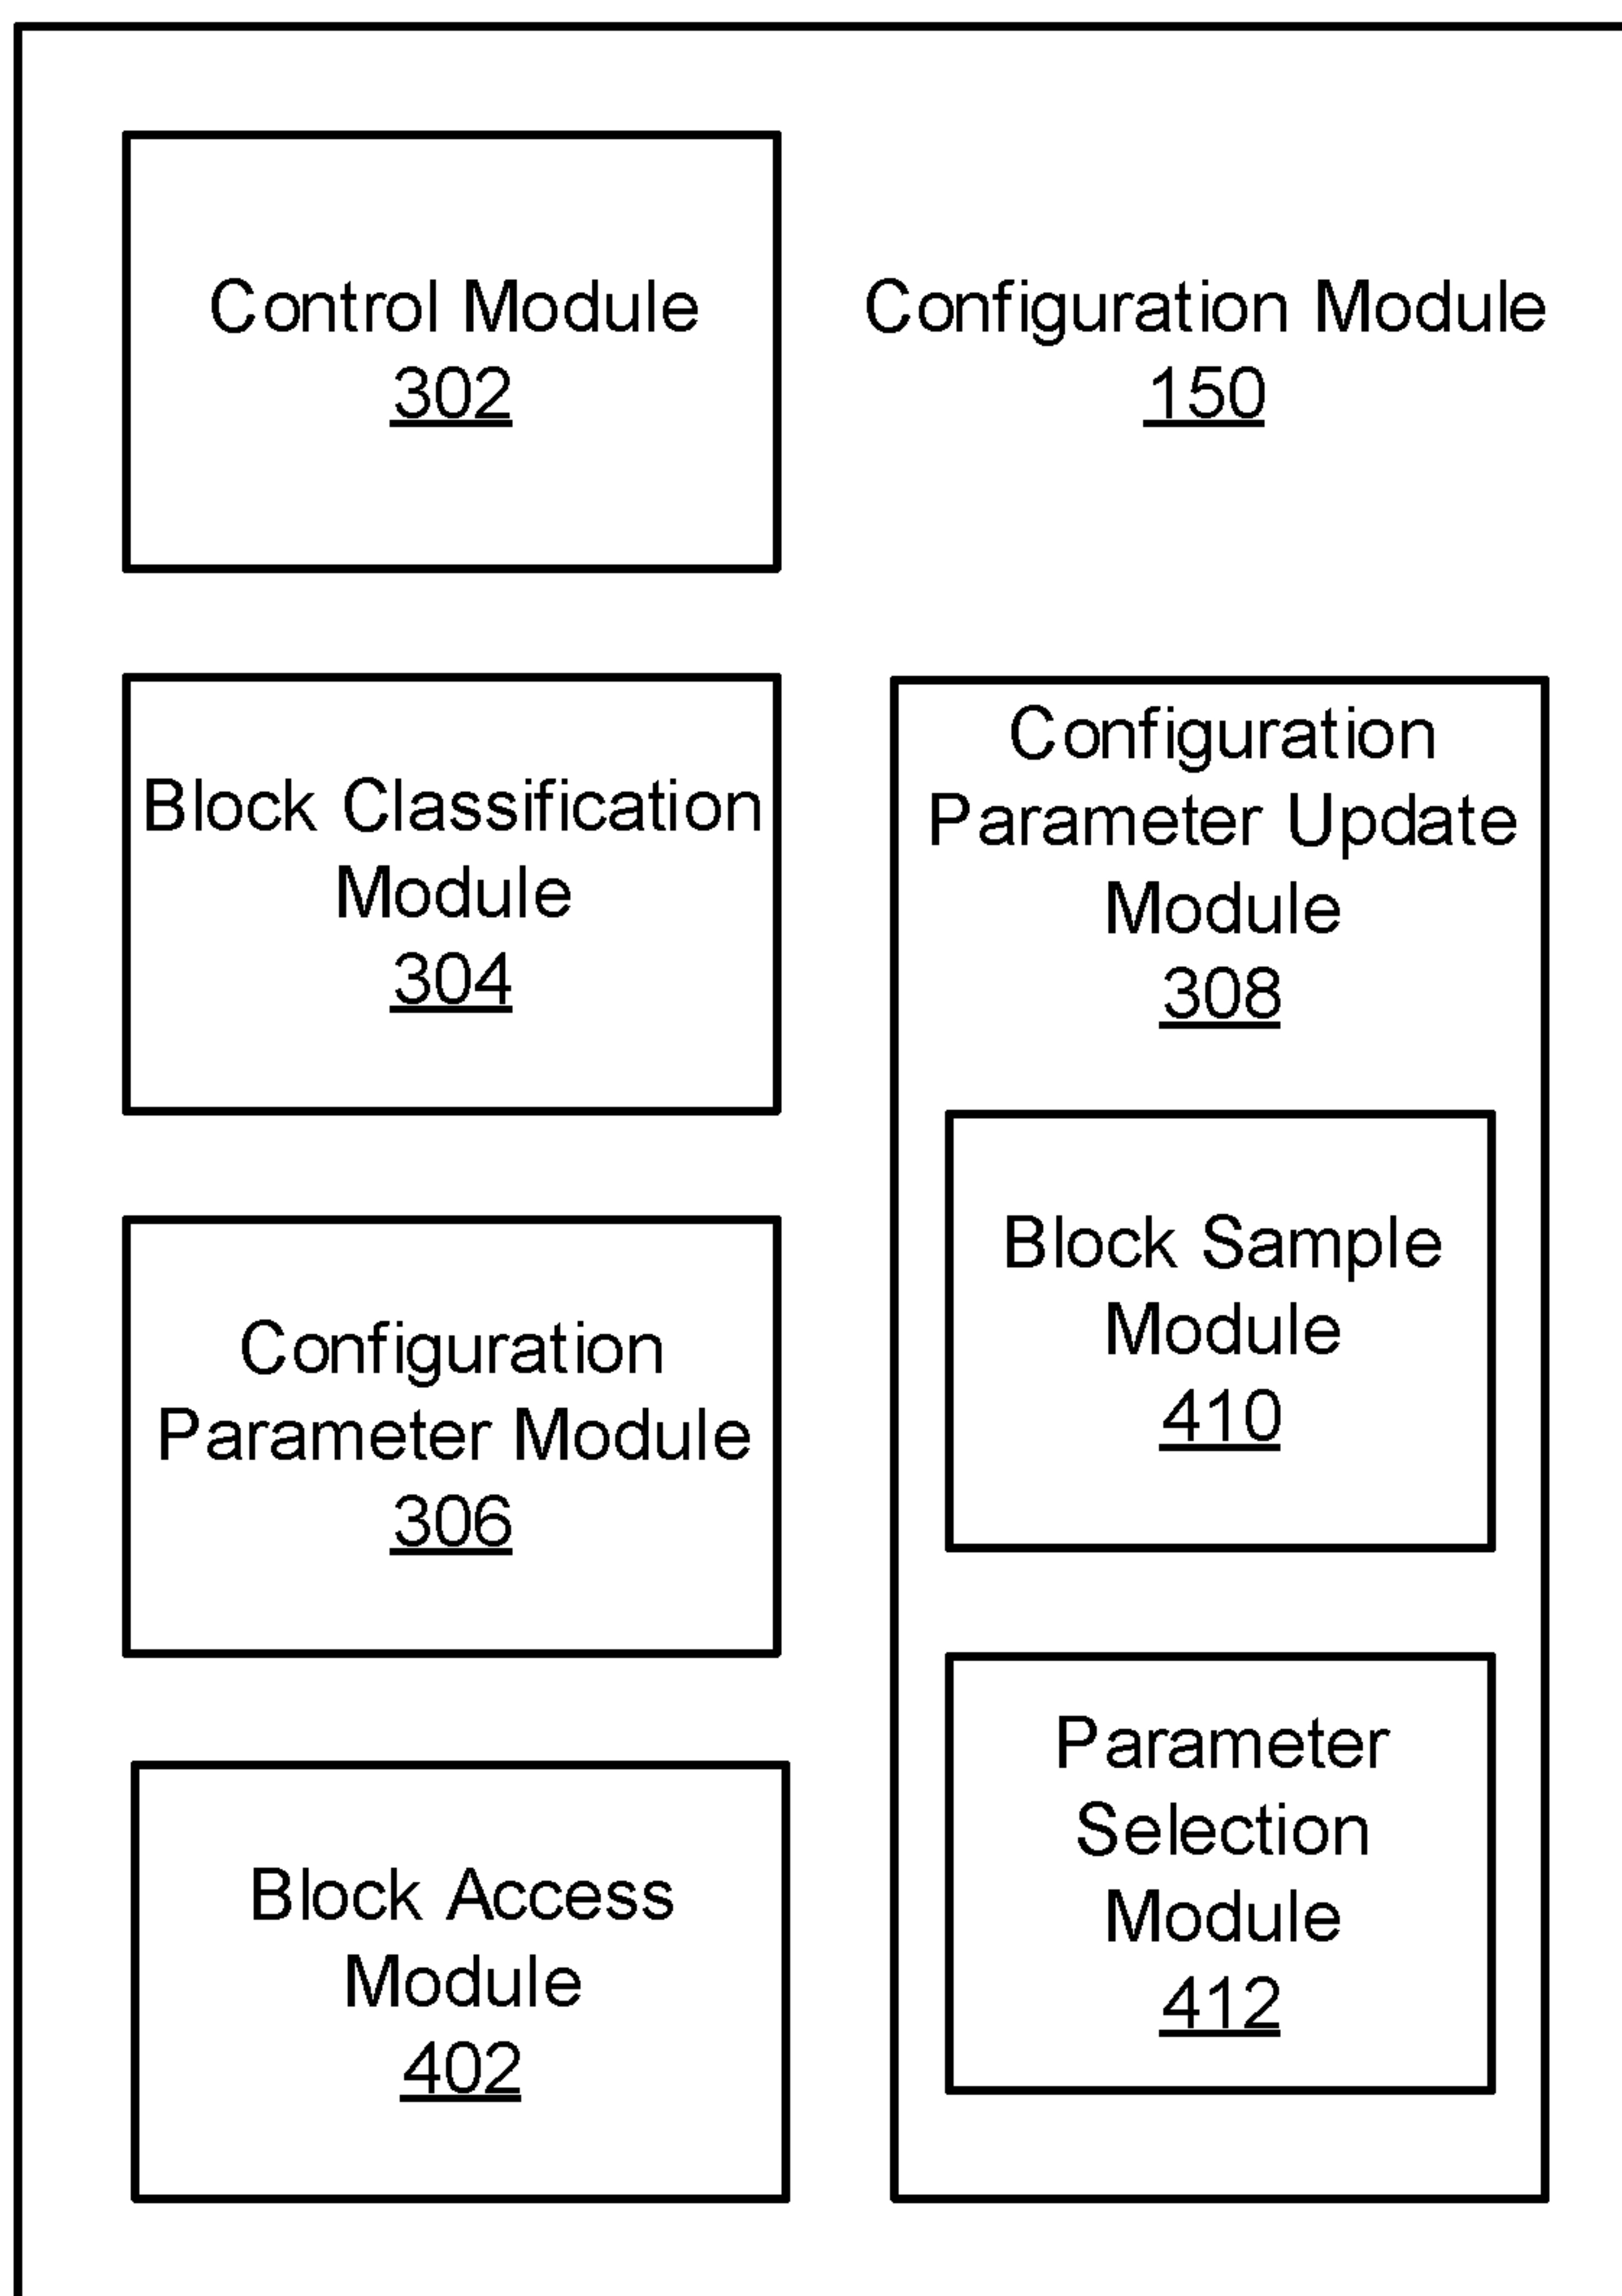 Control Module
302
Configuration Module
150
Block Classification
Module
304
Configuration
Parameter Module
306
Block Access
Module
402
Configuration
Parameter Update
Module
308
Block Sample
Module
410
Parameter
Selection
Module
412